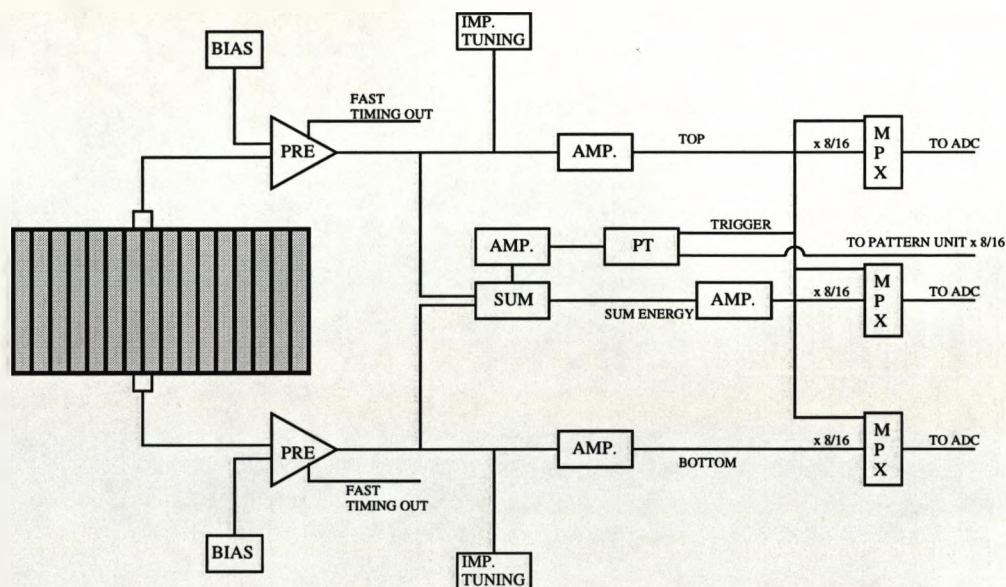 IMP.
TUNING
BIAS
FAST
TIMING OUT
PRE
AMP.
TOP
x 8/16
M
P
X
TO ADC
TRIGGER
AMP.
PT
TO PATTERN UNIT x 8/16
SUM
SUM ENERGY
AMP.
x 8/16
M
P
X
TO ADC
PRE
AMP.
BOTTOM
x 8/16
M
P
X
TO ADC
FAST
TIMING OUT
BIAS
IMP.
TUNING